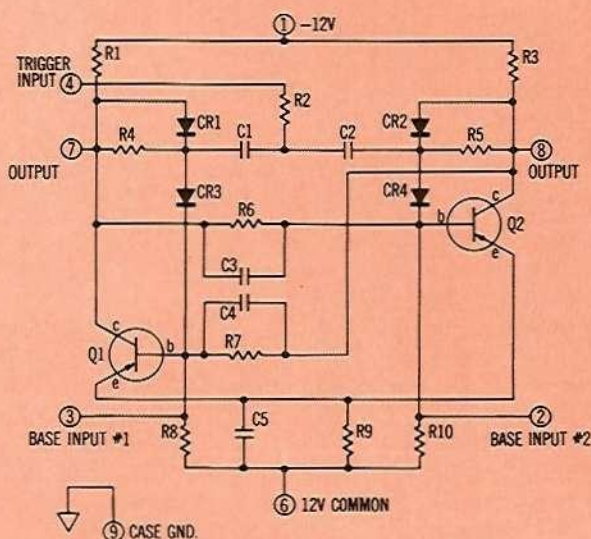 1 -12V
R1
R3
TRIGGER
INPUT 4
R2
CR1
C1
C2
CR2
R4
R5
7
8
OUTPUT
OUTPUT
CR3
CR4
R6
c
b
Q2
e
C3
C4
c
Q1
b
R7
e
3
2
BASE INPUT #1
R8
C5
R9
R10
BASE INPUT #2
6 12V COMMON
9 CASE GND.